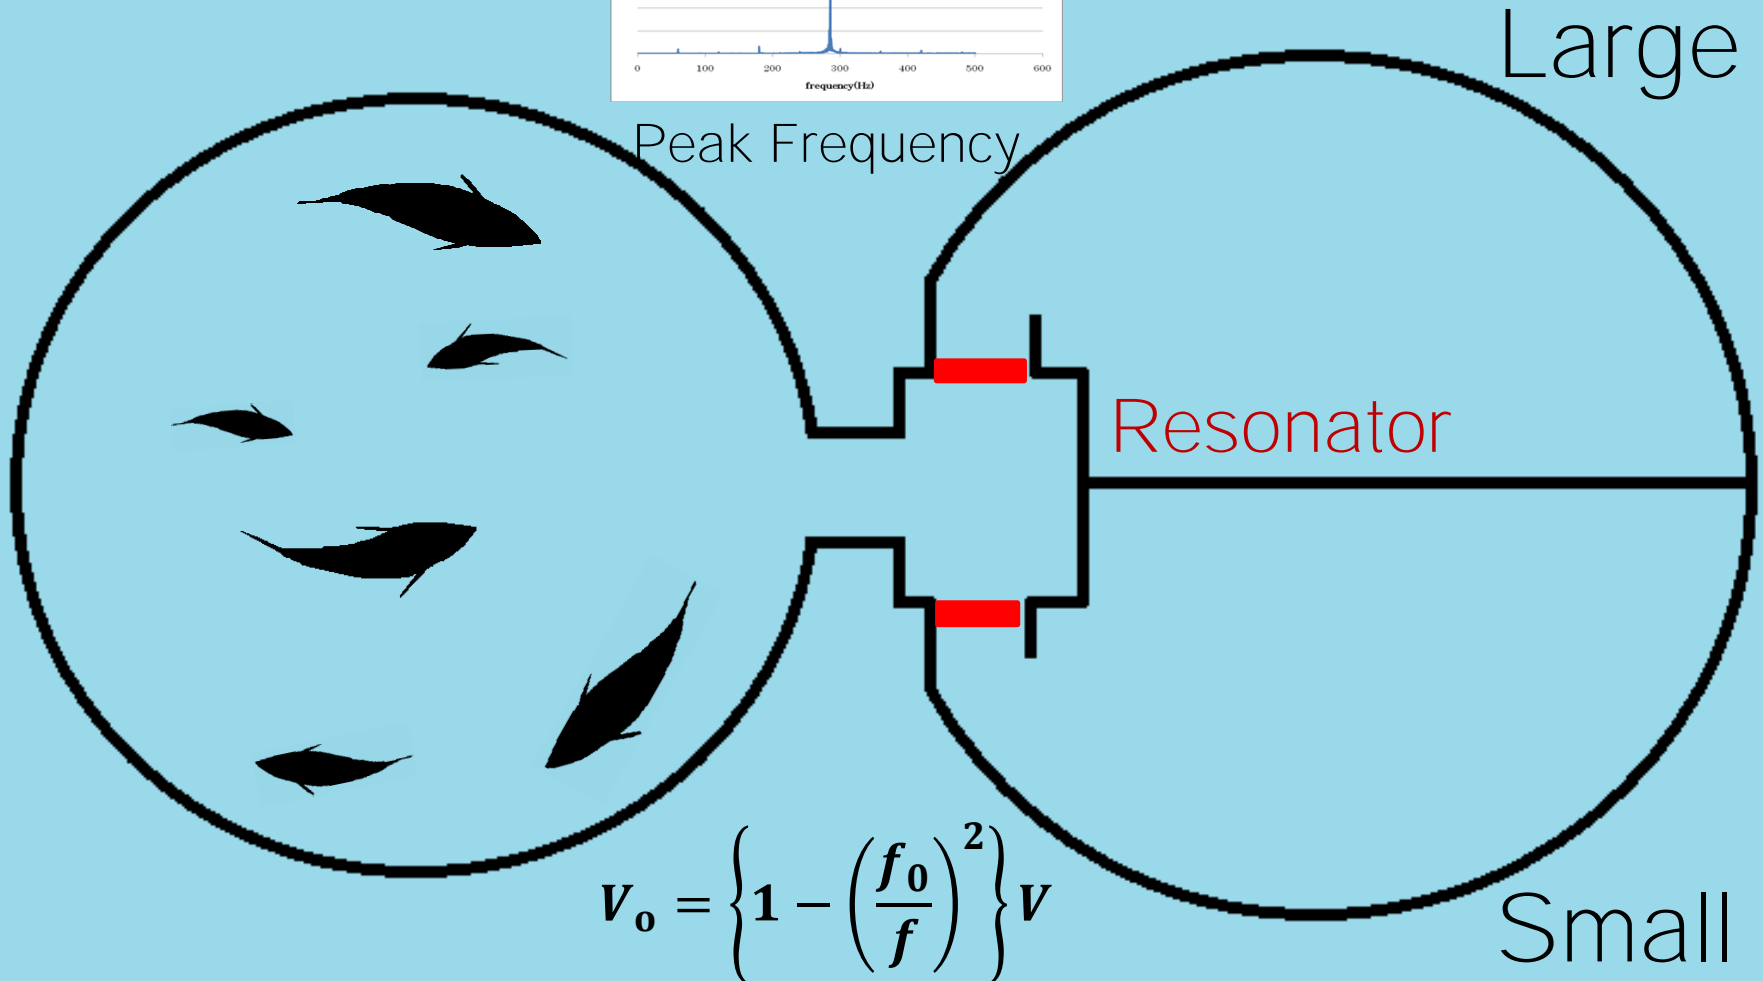 Large
0 100 200 300 400 500 600
frequency(Hz)
Peak Frequency
Resonator
V₀ = {1 − (f₀/f)²}V
Small